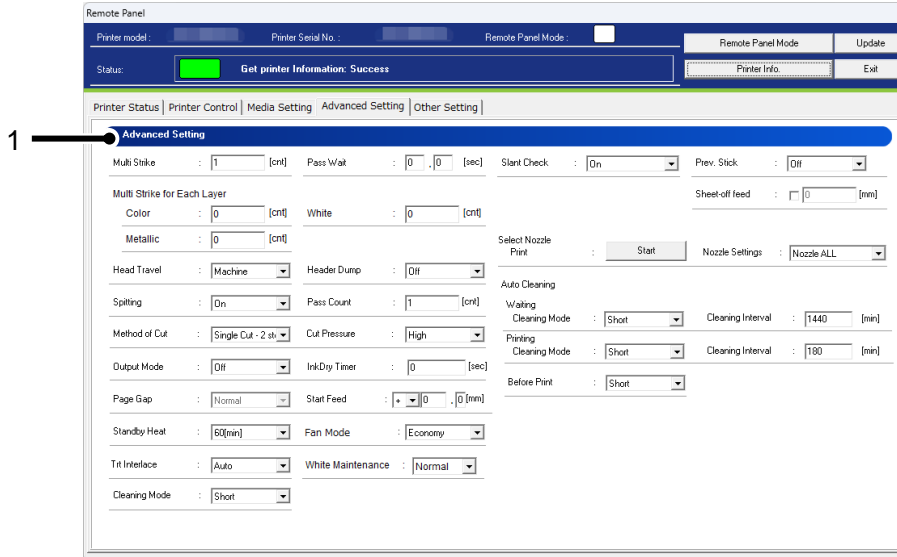 Remote Panel
Printer model : Printer Serial No. : Remote Panel Mode : Remote Panel Mode Update
Status: Get printer Information: Success Printer Info. Exit
Printer Status Printer Control Media Setting Advanced Setting Other Setting
1 Advanced Setting
Multi Strike : 1 [cnt] Pass Wait : 0 . 0 [sec] Slant Check : On Prev. Stick : Off
Multi Strike for Each Layer Sheet-off feed : 0 [mm]
Color : 0 [cnt] White : 0 [cnt]
Metallic : 0 [cnt] Select Nozzle
Print : Start Nozzle Settings : Nozzle ALL
Head Travel : Machine Header Dump : Off
Auto Cleaning
Spitting : On Pass Count : 1 [cnt] Waiting
Cleaning Mode : Short Cleaning Interval : 1440 [min]
Method of Cut : Single Cut - 2 st Cut Pressure : High Printing
Cleaning Mode : Short Cleaning Interval : 180 [min]
Output Mode : Off InkDry Timer : 0 [sec]
Before Print : Short
Page Gap : Normal Start Feed : + 0 . 0 [mm]
Standby Heat : 60[min] Fan Mode : Economy
Trt Interlace : Auto White Maintenance : Normal
Cleaning Mode : Short